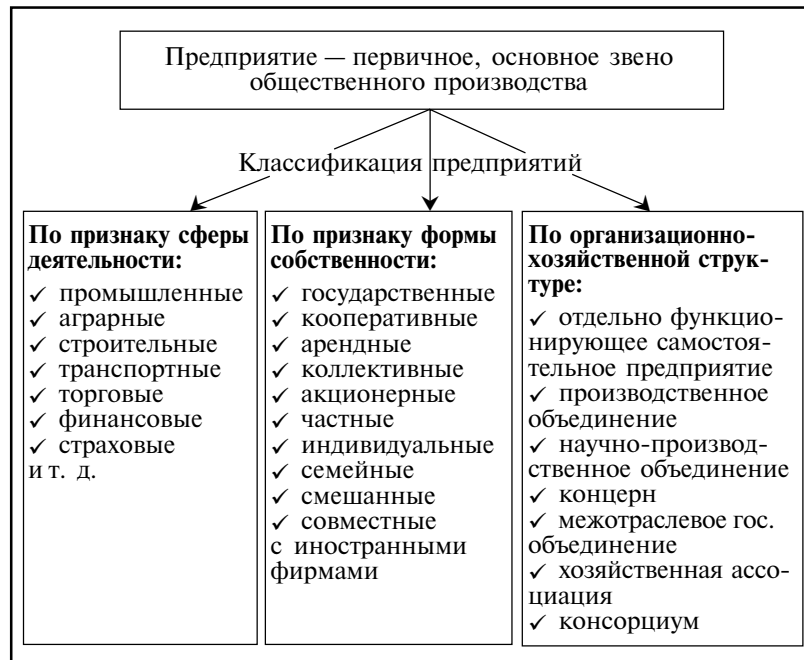 Предприятие — первичное, основное звено
общественного производства
Классификация предприятий
По признаку сферы
деятельности:
✓ промышленные
✓ аграрные
✓ строительные
✓ транспортные
✓ торговые
✓ финансовые
✓ страховые
и т. д.
По признаку формы
собственности:
✓ государственные
✓ кооперативные
✓ арендные
✓ коллективные
✓ акционерные
✓ частные
✓ индивидуальные
✓ семейные
✓ смешанные
✓ совместные
с иностранными
фирмами
По организационно-
хозяйственной струк-
туре:
✓ отдельно функцио-
нирующее самостоя-
тельное предприятие
✓ производственное
объединение
✓ научно-производ-
ственное объединение
✓ концерн
✓ межотраслевое гос.
объединение
✓ хозяйственная ассо-
циация
✓ консорциум